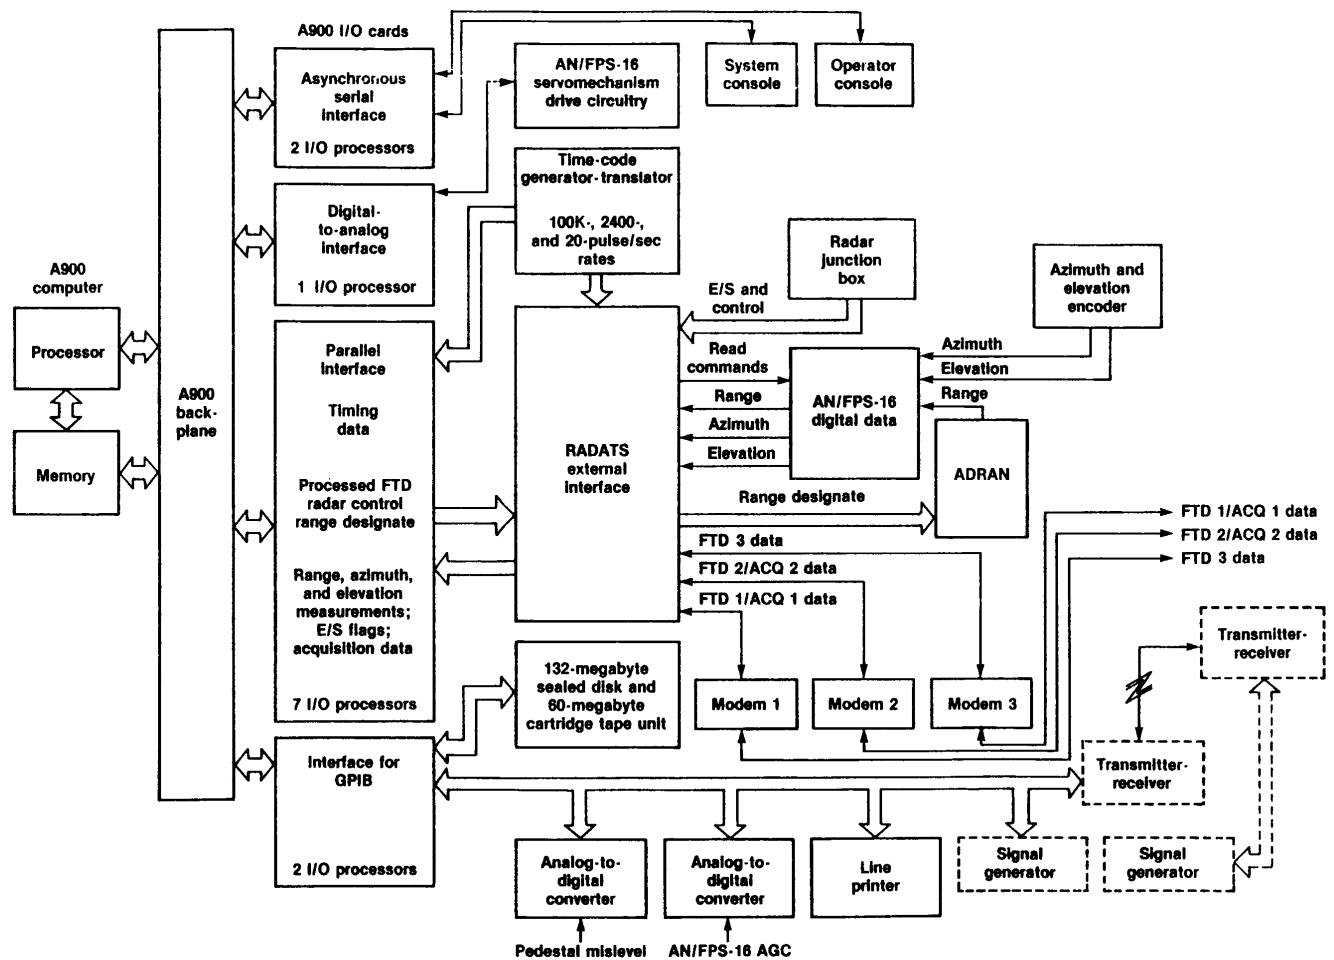 A900 I/O cards
Asynchronous
serial
interface
2 I/O processors
AN/FPS-16
servomechanism
drive circuitry
System
console
Operator
console
Digital-
to-analog
interface
1 I/O processor
Time-code
generator-translator
100K-, 2400-,
and 20-pulse/sec
rates
Radar
junction
box
Azimuth and
elevation
encoder
A900
computer
Processor
Memory
A900
back-
plane
Parallel
interface
Timing
data
Processed FTD
radar control
range designate
Range, azimuth,
and elevation
measurements;
E/S flags;
acquisition data
7 I/O processors
RADATS
external
interface
E/S and
control
Read
commands
Range
Azimuth
Elevation
AN/FPS-16
digital data
Azimuth
Elevation
Range
ADRAN
Range designate
FTD 3 data
FTD 2/ACQ 2 data
FTD 1/ACQ 1 data
FTD 1/ACQ 1 data
FTD 2/ACQ 2 data
FTD 3 data
132-megabyte
sealed disk and
60-megabyte
cartridge tape unit
Modem 1
Modem 2
Modem 3
Transmitter-
receiver
Transmitter-
receiver
Interface for
GPIB
2 I/O processors
Analog-to-
digital
converter
Analog-to-
digital
converter
Line
printer
Signal
generator
Signal
generator
Pedestal mislevel
AN/FPS-16 AGC